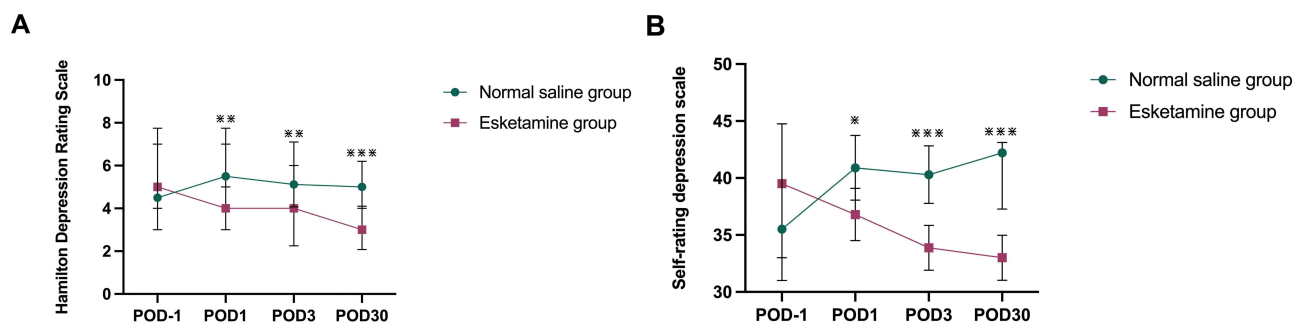 A
Hamilton Depression Rating Scale
10
8
6
4
2
0
※※
※※
※※※
POD-1 POD1 POD3 POD30
Normal saline group
Esketamine group
B
Self-rating depression scale
50
45
40
35
30
※
※※※
※※※
POD-1 POD1 POD3 POD30
Normal saline group
Esketamine group